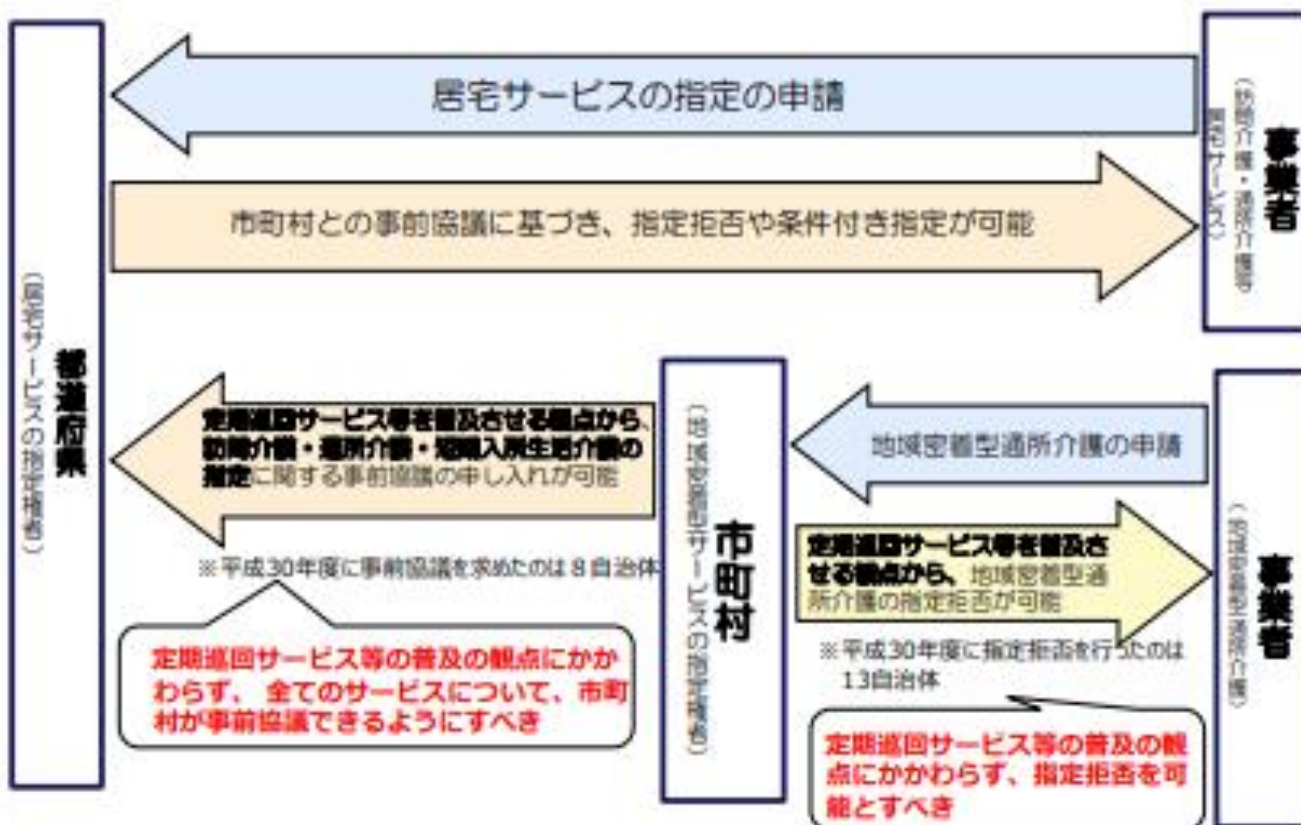 居宅サービスの指定の申請
事業者
（訪問介護・通所介護等
居宅サービス）
市町村との事前協議に基づき、指定拒否や条件付き指定が可能
都道府県
（居宅サービスの指定権者）
定期巡回サービス等を普及させる観点から、
訪問介護・通所介護・短期入所生活介護の
指定に関する事前協議の申し入れが可能
※平成30年度に事前協議を求めたのは８自治体
定期巡回サービス等の普及の観点にかか
わらず、 全てのサービスについて、市町
村が事前協議できるようにすべき
市町村
（地域密着型サービスの指定権者）
地域密着型通所介護の申請
定期巡回サービス等を普及さ
せる観点から、地域密着型通
所介護の指定拒否が可能
※平成30年度に指定拒否を行ったのは
13自治体
定期巡回サービス等の普及の観
点にかかわらず、指定拒否を可
能とすべき
事業者
（地域密着型通所介護）